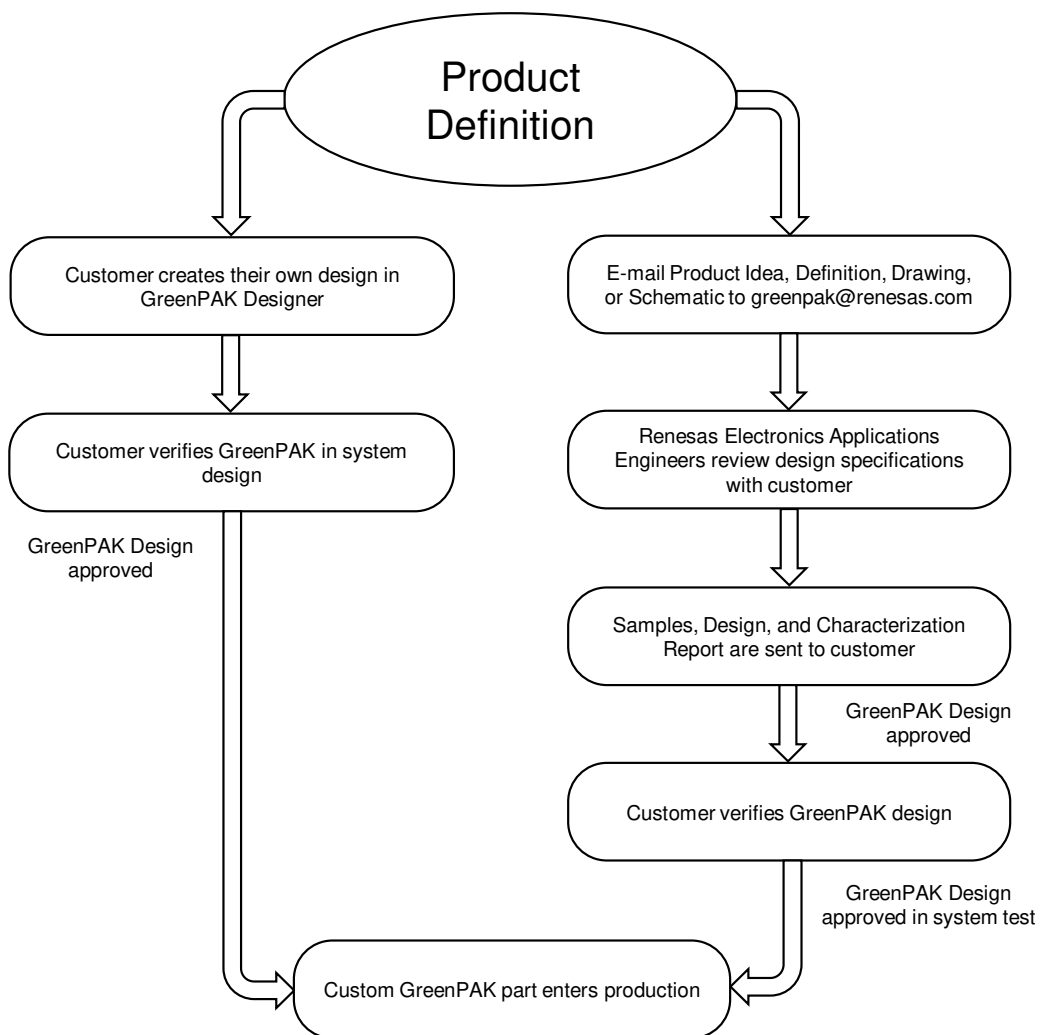 Product
Definition
Customer creates their own design in
GreenPAK Designer
E-mail Product Idea, Definition, Drawing,
or Schematic to greenpak@renesas.com
Customer verifies GreenPAK in system
design
Renesas Electronics Applications
Engineers review design specifications
with customer
GreenPAK Design
approved
Samples, Design, and Characterization
Report are sent to customer
GreenPAK Design
approved
Customer verifies GreenPAK design
GreenPAK Design
approved in system test
Custom GreenPAK part enters production